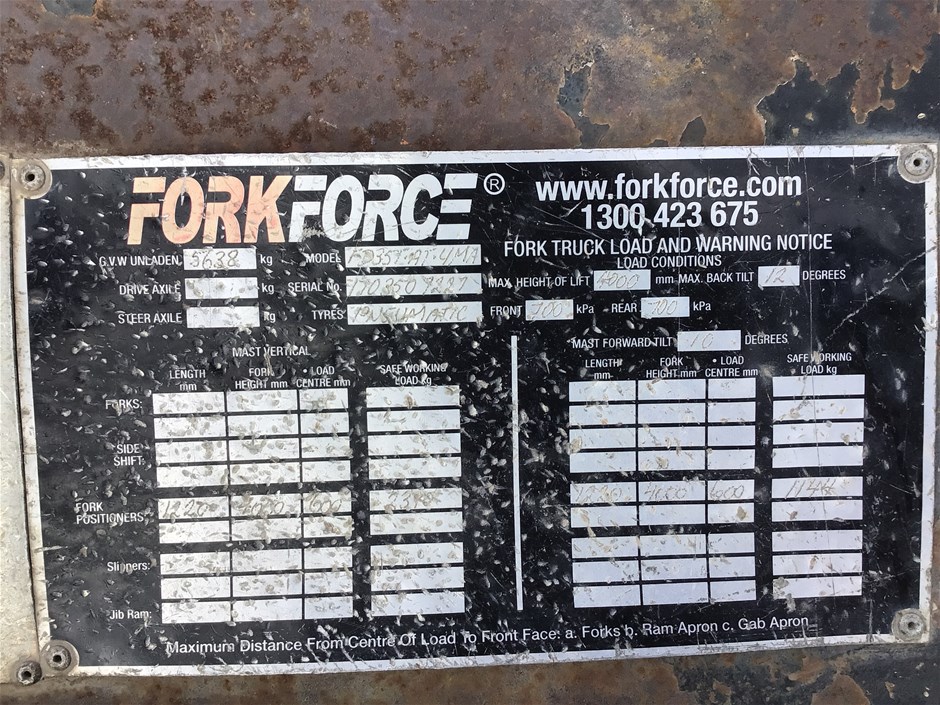 FORKFORCE®
www.forkforce.com
1300 423 675
FORK TRUCK LOAD AND WARNING NOTICE
LOAD CONDITIONS
G.V.W UNLADEN 5638 kg MODEL
DRIVE AXILE kg SERIAL No. MAX. HEIGHT OF LIFT 4000 mm MAX. BACK TILT 12 DEGREES
STEER AXILE kg TYRES PNEUMATIC FRONT 700 kPa - REAR 700 kPa
MAST FORWARD TILT 10 DEGREES
MAST VERTICAL
LENGTH mm FORK HEIGHT mm • LOAD CENTRE mm SAFE WORKING LOAD kg
LENGTH mm FORK HEIGHT mm • LOAD CENTRE mm SAFE WORKING LOAD kg
FORKS:
SIDE SHIFT:
FORK POSITIONERS: 1220 4000 600 1220 4000 600 1144
Slippers:
Jib Ram:
Maximum Distance From Centre Of Load To Front Face: a. Forks b. Ram Apron c, Gab Apron